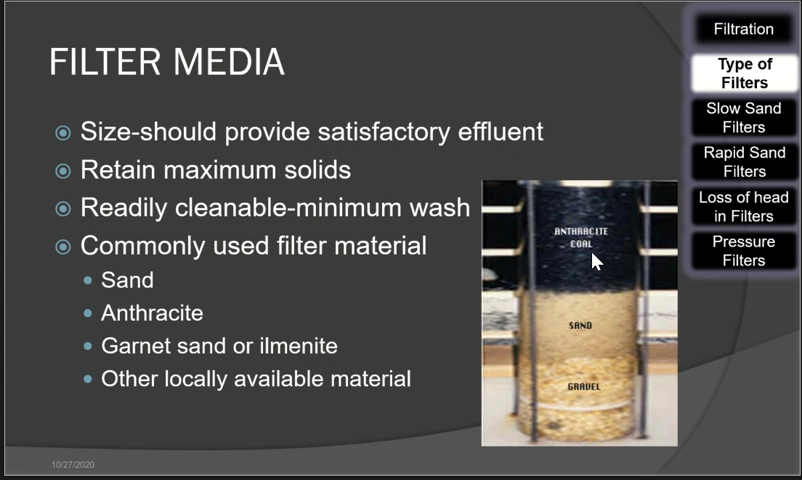 FILTER MEDIA
Size-should provide satisfactory effluent
Retain maximum solids
Readily cleanable-minimum wash
Commonly used filter material
Sand
Anthracite
Garnet sand or ilmenite
Other locally available material
ANTHRACITE
COAL
SAND
GRAVEL
10/27/2020
Filtration
Type of
Filters
Slow Sand
Filters
Rapid Sand
Filters
Loss of head
in Filters
Pressure
Filters